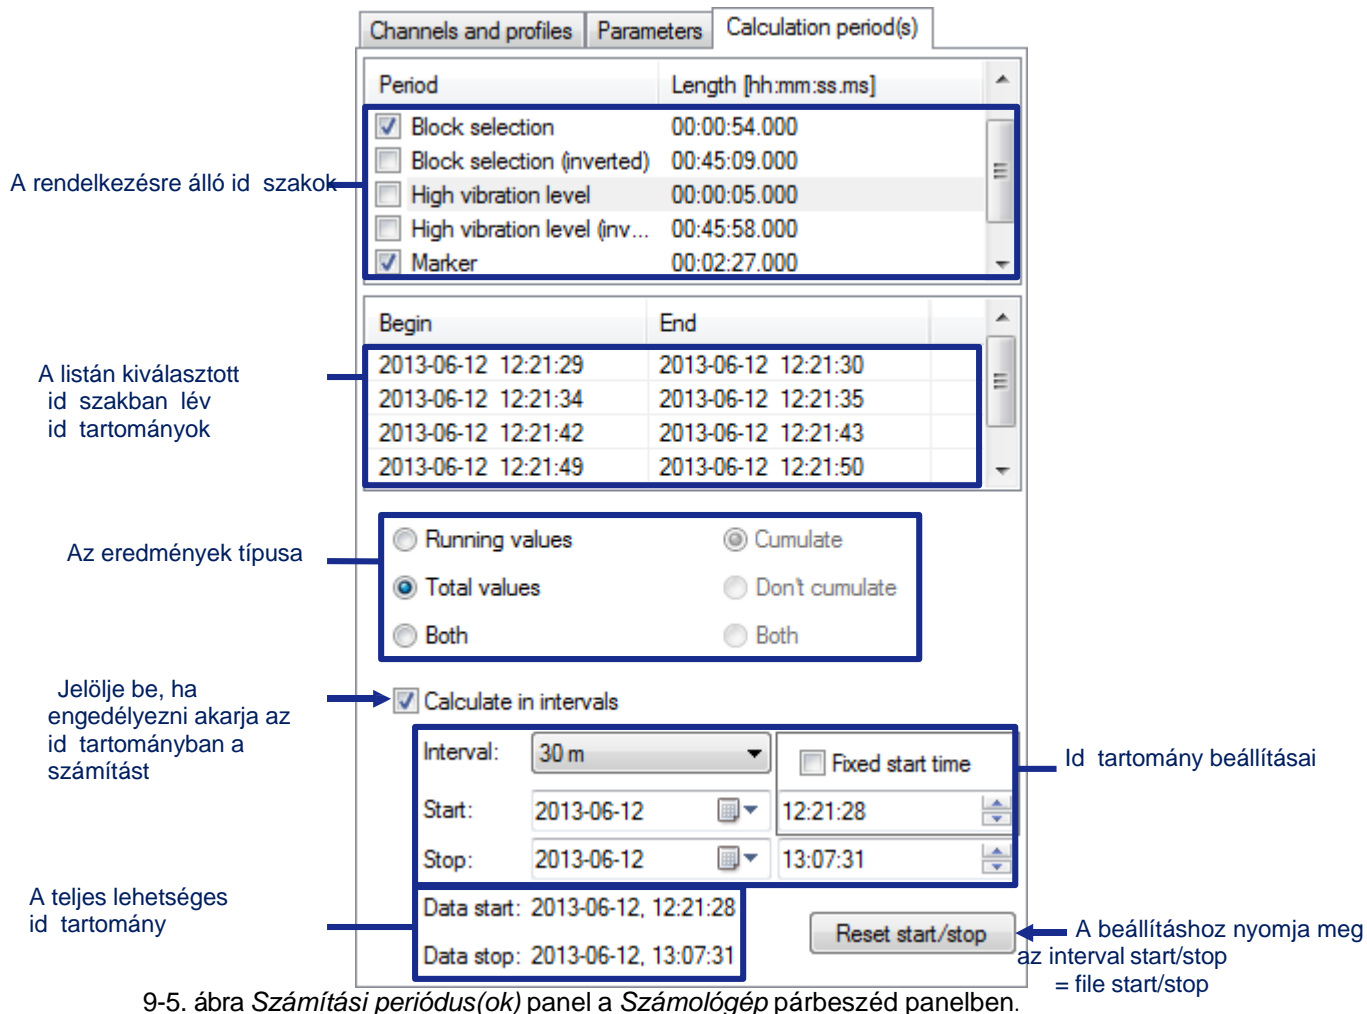 Channels and profiles Parameters Calculation period(s)
Period Length [hh:mm:ss.ms]
Block selection 00:00:54.000
Block selection (inverted) 00:45:09.000
High vibration level 00:00:05.000
High vibration level (inv... 00:45:58.000
Marker 00:02:27.000
A rendelkezésre álló id szakok
Begin End
2013-06-12 12:21:29 2013-06-12 12:21:30
2013-06-12 12:21:34 2013-06-12 12:21:35
2013-06-12 12:21:42 2013-06-12 12:21:43
2013-06-12 12:21:49 2013-06-12 12:21:50
A listán kiválasztott
id szakban lév
id tartományok
Running values Cumulate
Total values Don't cumulate
Both Both
Az eredmények típusa
Calculate in intervals
Jelölje be, ha
engedélyezni akarja az
id tartományban a
számítást
Interval: 30 m Fixed start time
Start: 2013-06-12 12:21:28
Stop: 2013-06-12 13:07:31
Id tartomány beállításai
Data start: 2013-06-12, 12:21:28
Data stop: 2013-06-12, 13:07:31
A teljes lehetséges
id tartomány
Reset start/stop
A beállításhoz nyomja meg
az interval start/stop
= file start/stop
9-5. ábra Számítási periódus(ok) panel a Számológép párbeszéd panelben.